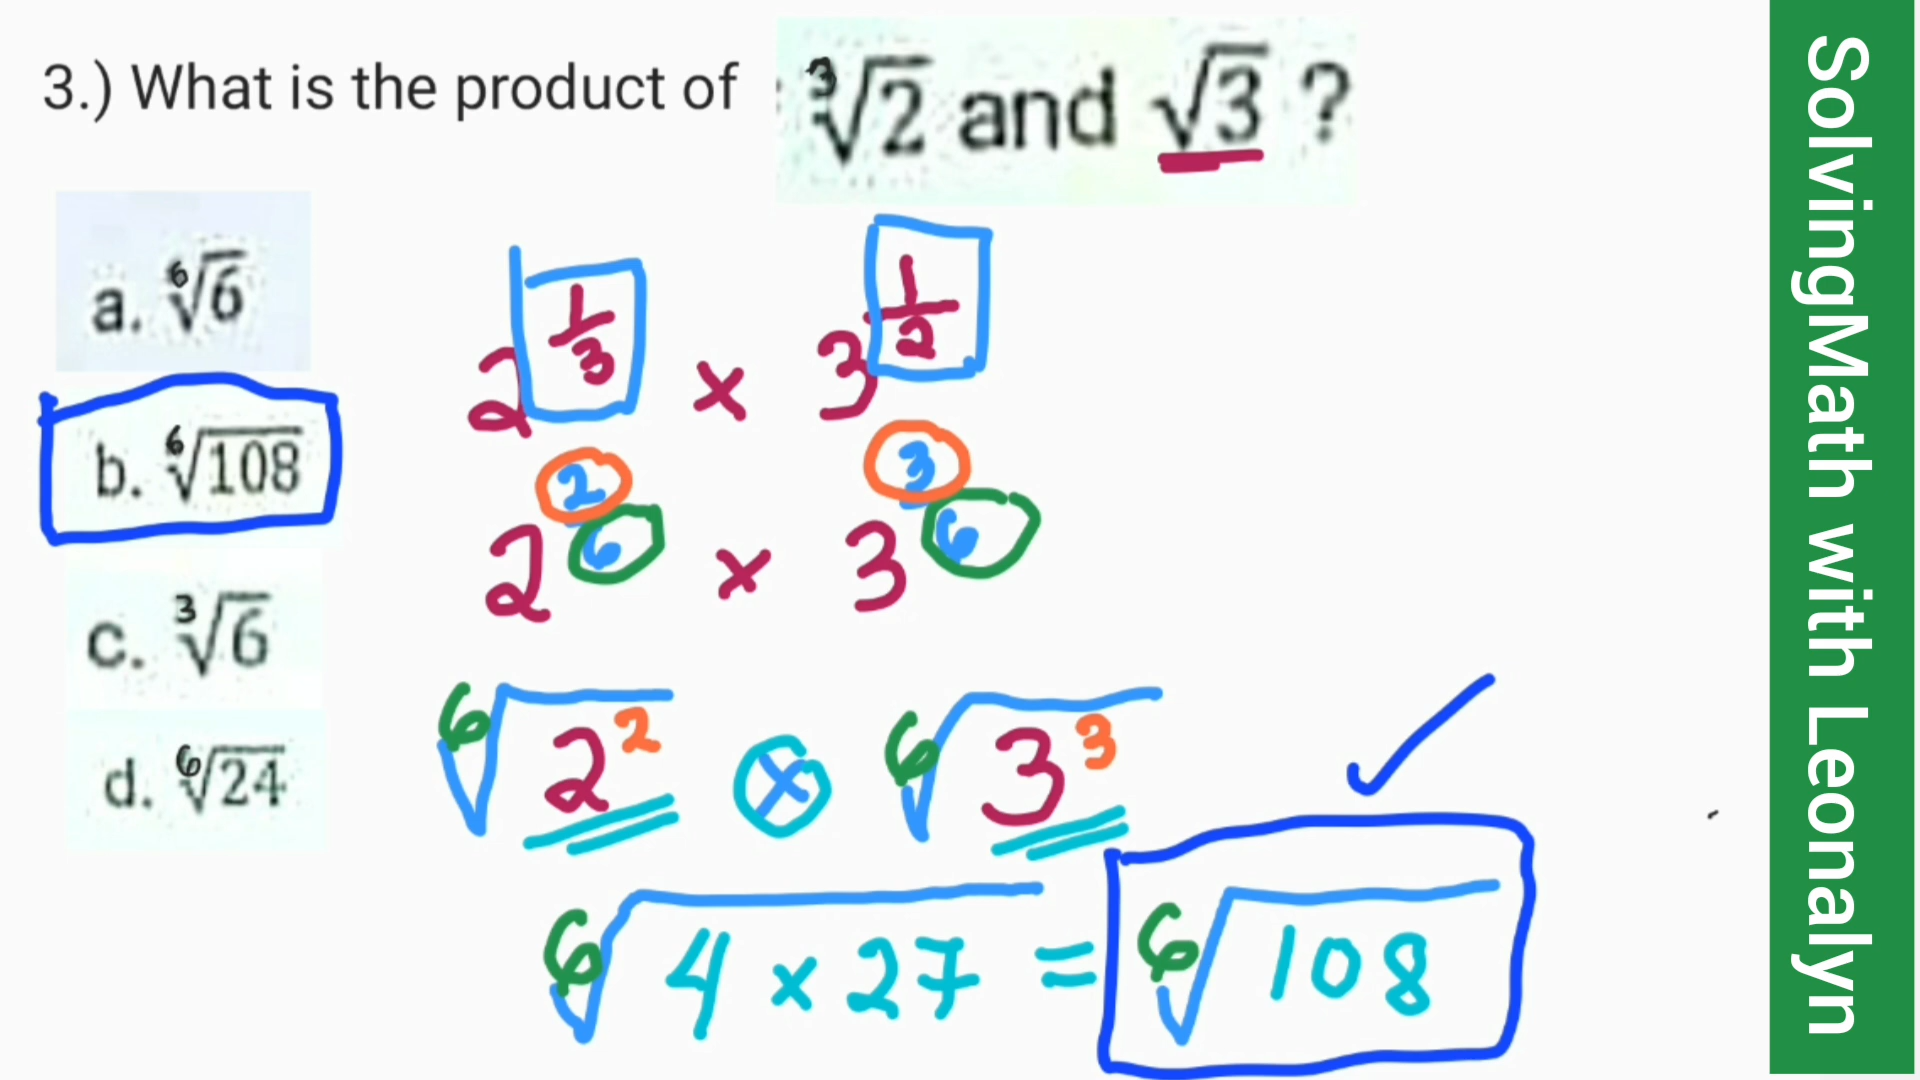 3.) What is the product of ∛2 and √3 ?
a. ⁶√6
b. ⁶√108
c. ³√6
d. ⁶√24
2^(1/3) × 3^(1/2)
2^(2/6) × 3^(3/6)
⁶√2² × ⁶√3³
⁶√4 × 27 = ⁶√108
SolvingMath with Leonalyn